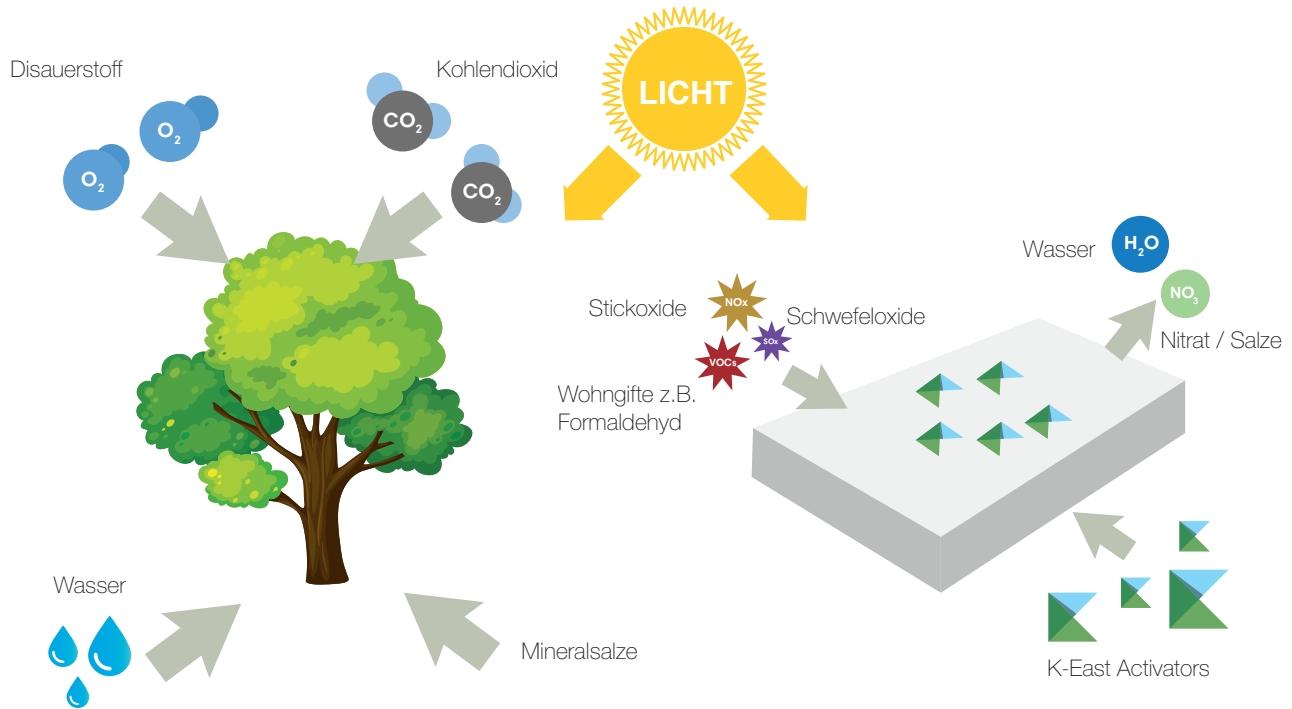 Disauerstoff
O2
O2
Kohlendioxid
CO2
CO2
LICHT
Wasser
H2O
NO3
Nitrat / Salze
Stickoxide
NOx
Schwefeloxide
SOx
VOCs
Wohngifte z.B.
Formaldehyd
Wasser
Mineralsalze
K-East Activators